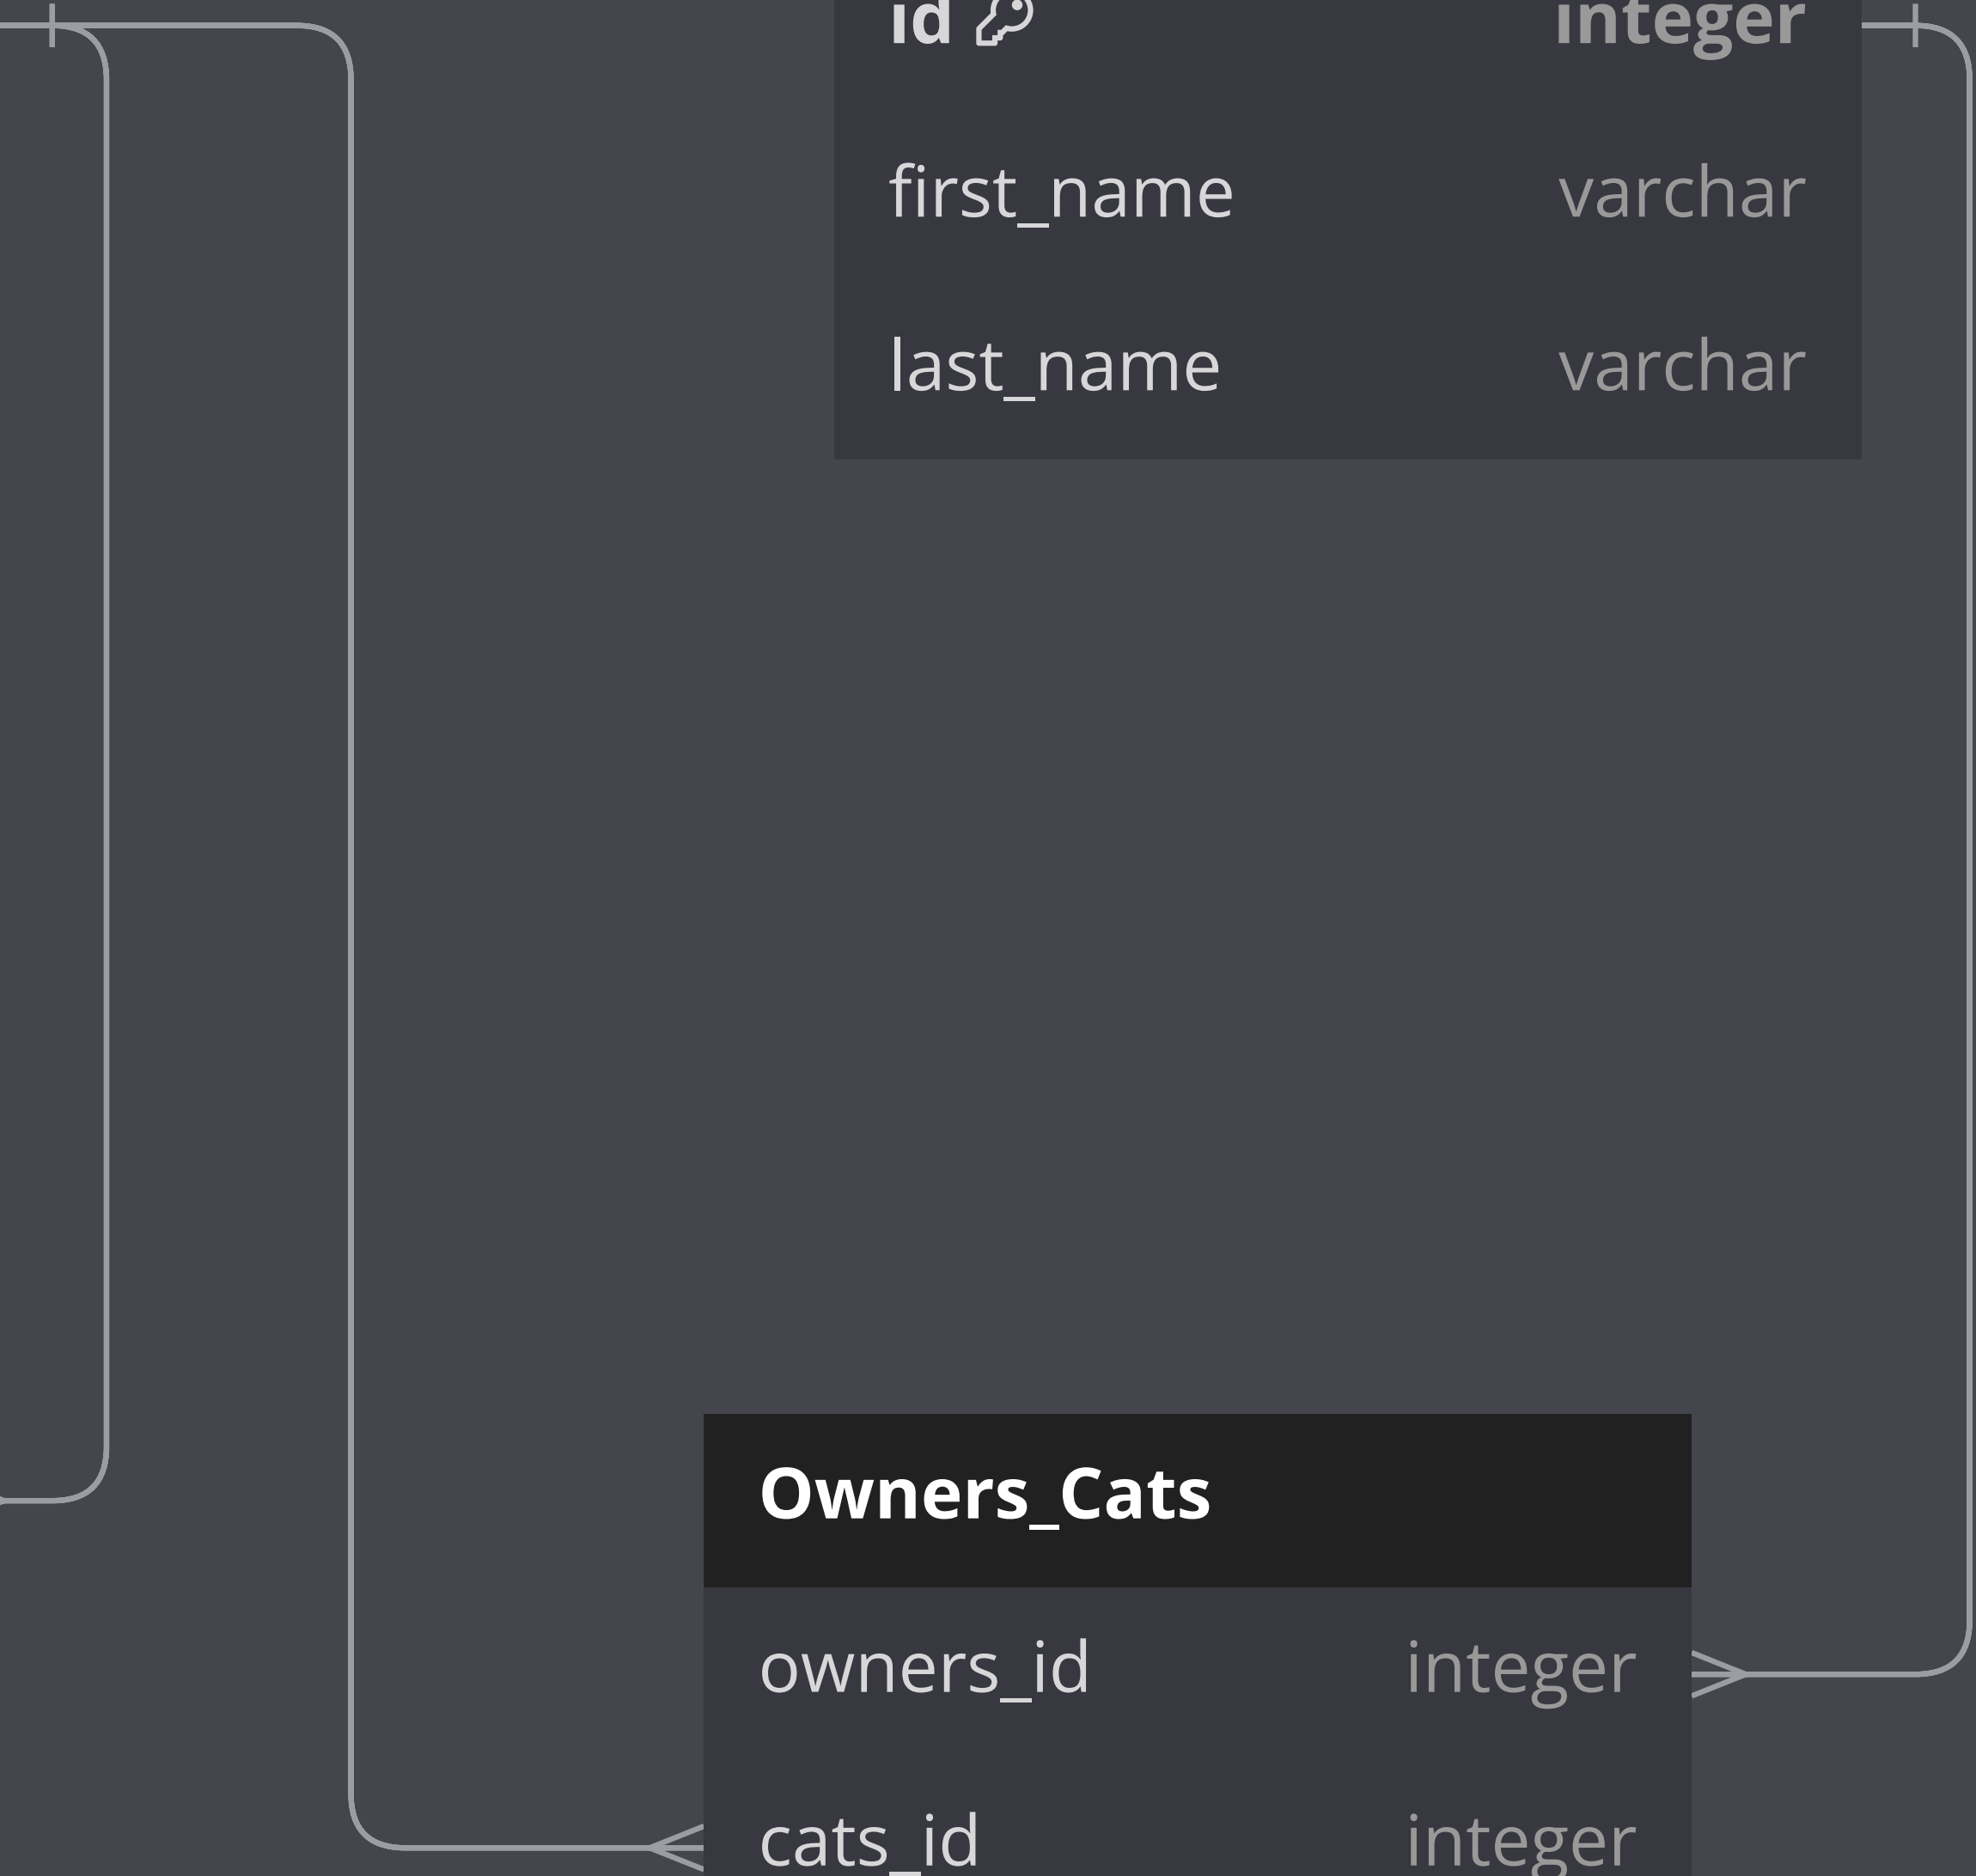 id integer
first_name varchar
last_name varchar
Owners_Cats
owners_id integer
cats_id integer